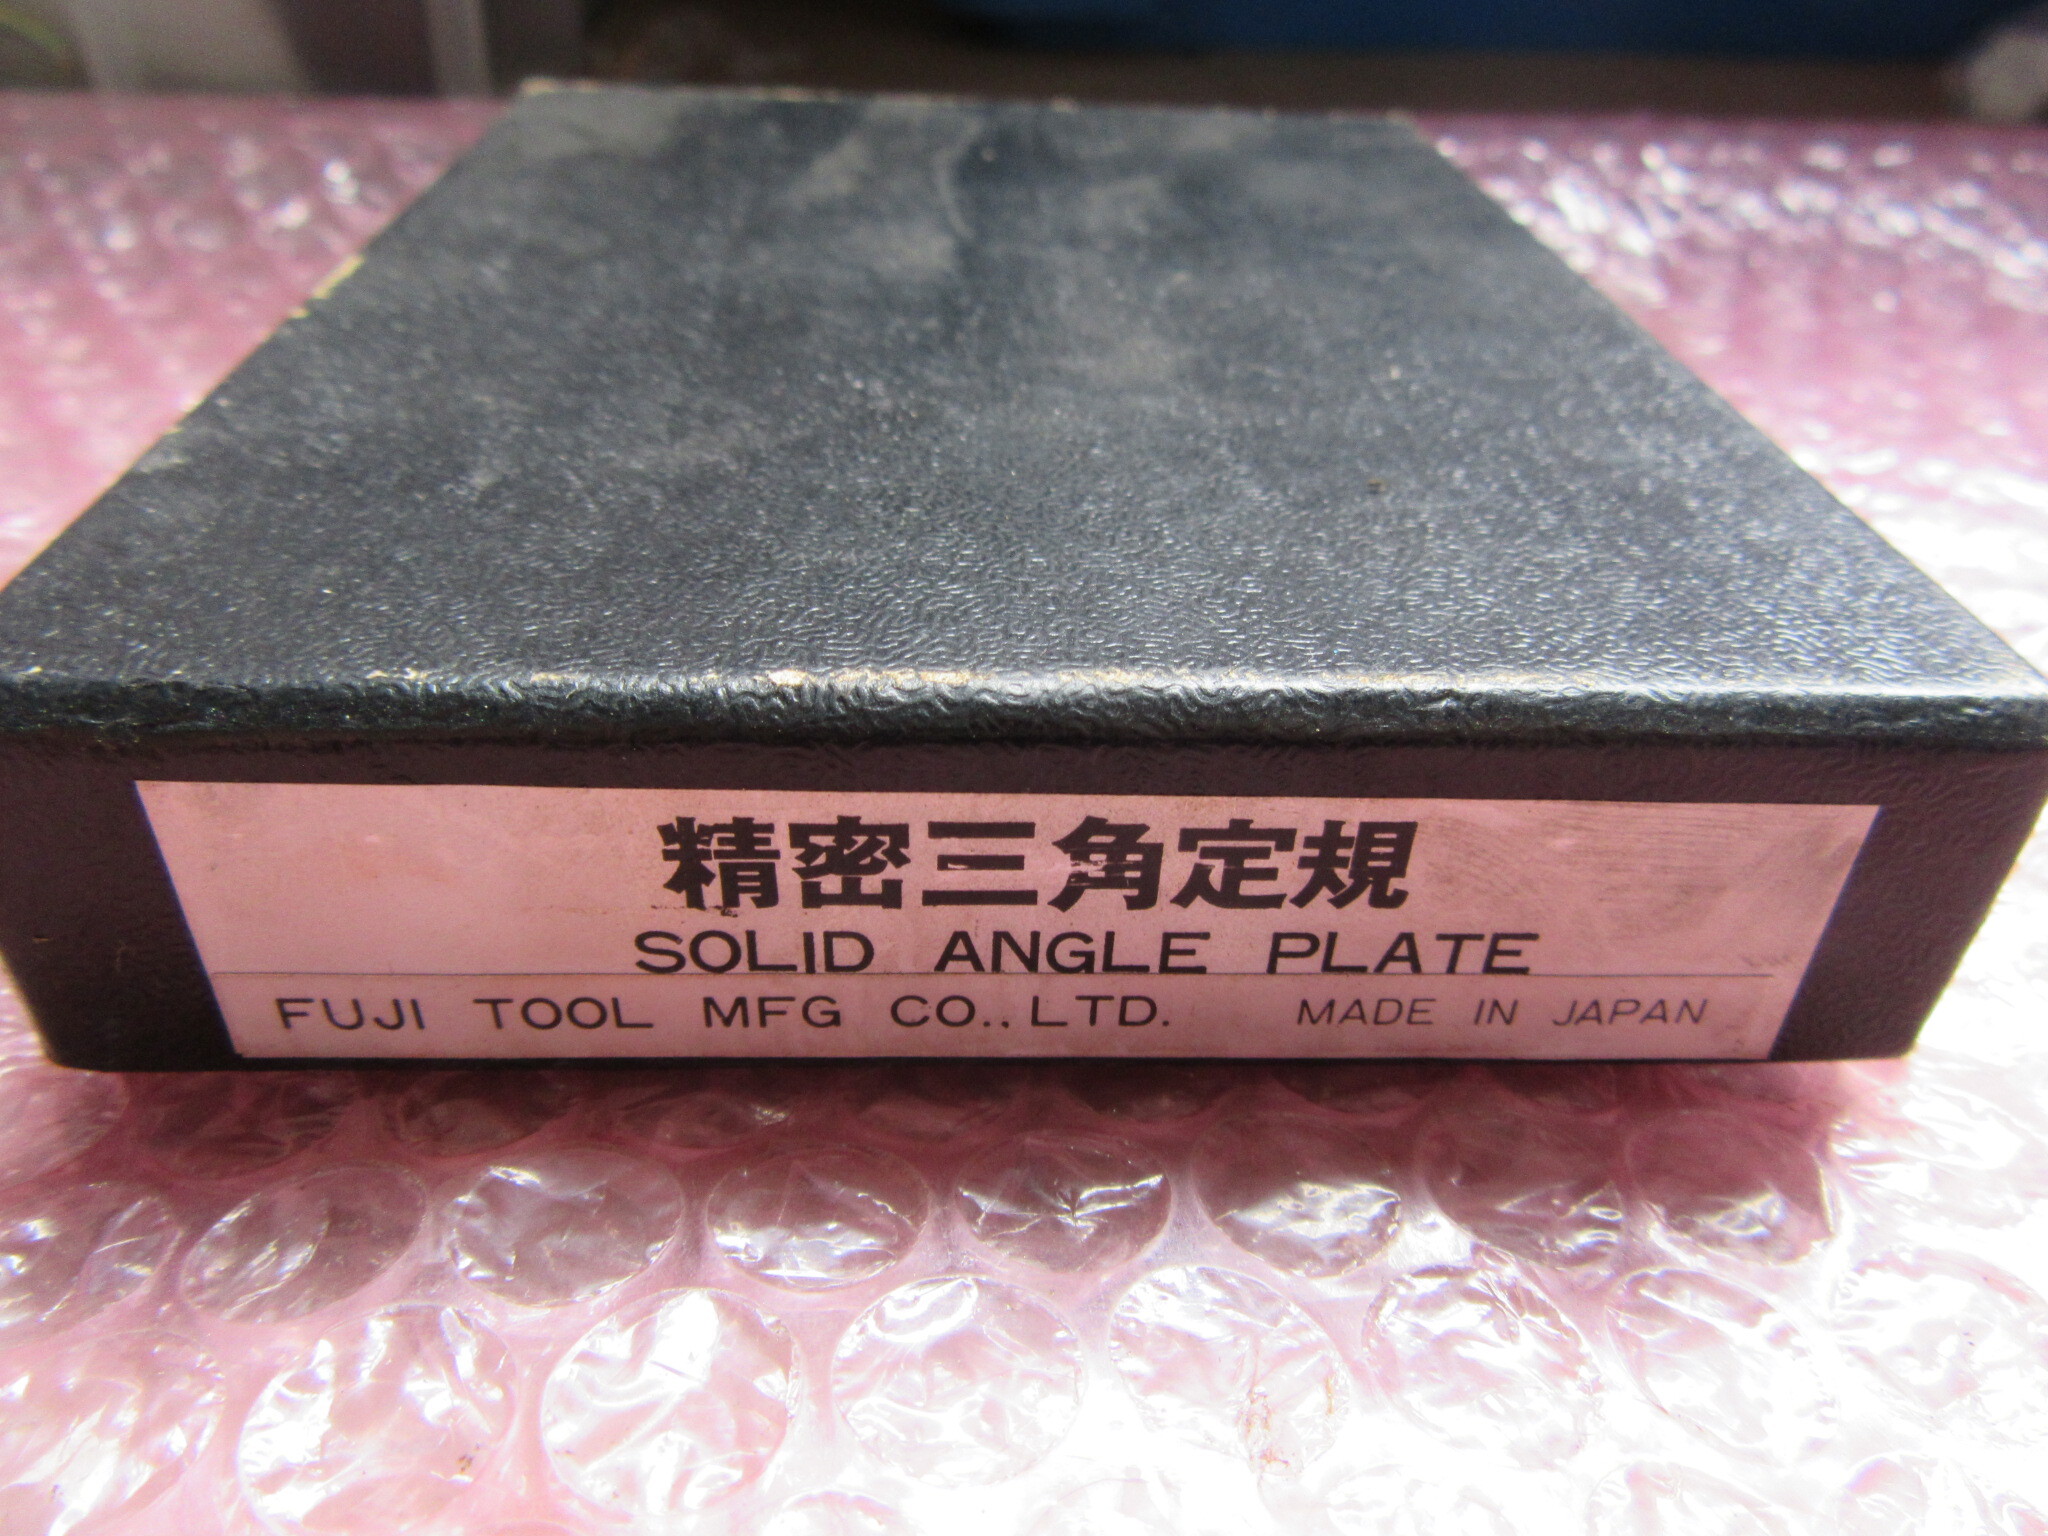 精密三角定規
SOLID ANGLE PLATE
FUJI TOOL MFG CO., LTD. MADE IN JAPAN